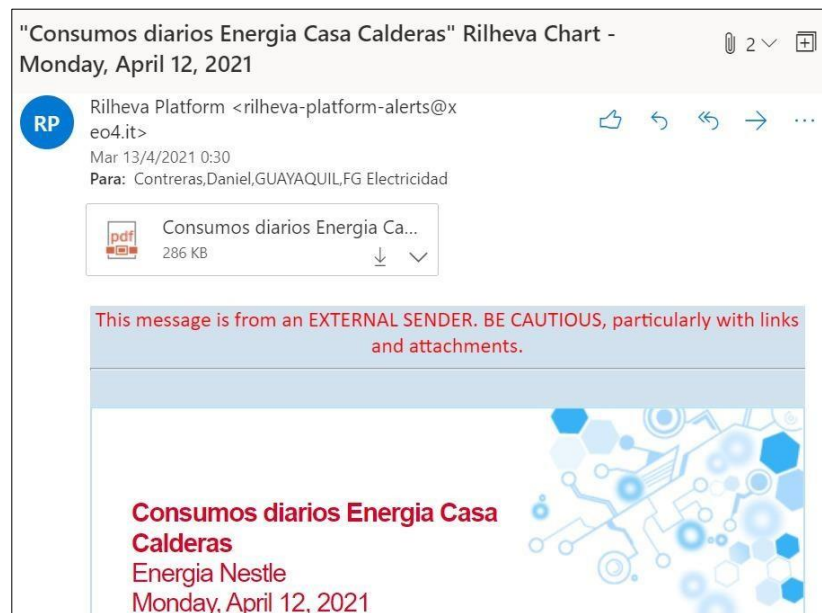 "Consumos diarios Energia Casa Calderas" Rilheva Chart -
Monday, April 12, 2021
2
RP
Rilheva Platform <rilheva-platform-alerts@x
eo4.it>
Mar 13/4/2021 0:30
Para: Contreras,Daniel,GUAYAQUIL,FG Electricidad
pdf
Consumos diarios Energia Ca...
286 KB
This message is from an EXTERNAL SENDER. BE CAUTIOUS, particularly with links
and attachments.
Consumos diarios Energia Casa
Calderas
Energia Nestle
Monday, April 12, 2021